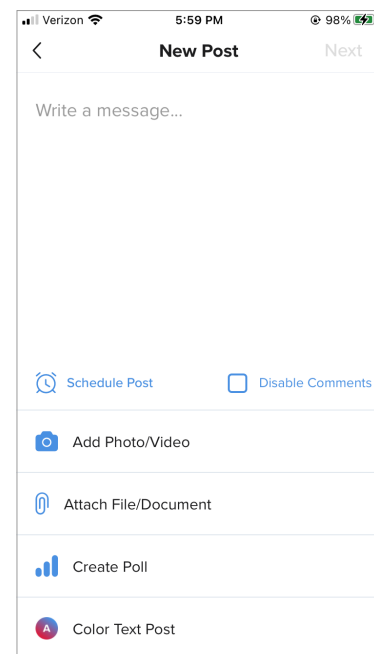 Verizon 5:59 PM 98%
New Post Next
Write a message...
Schedule Post Disable Comments
Add Photo/Video
Attach File/Document
Create Poll
A Color Text Post